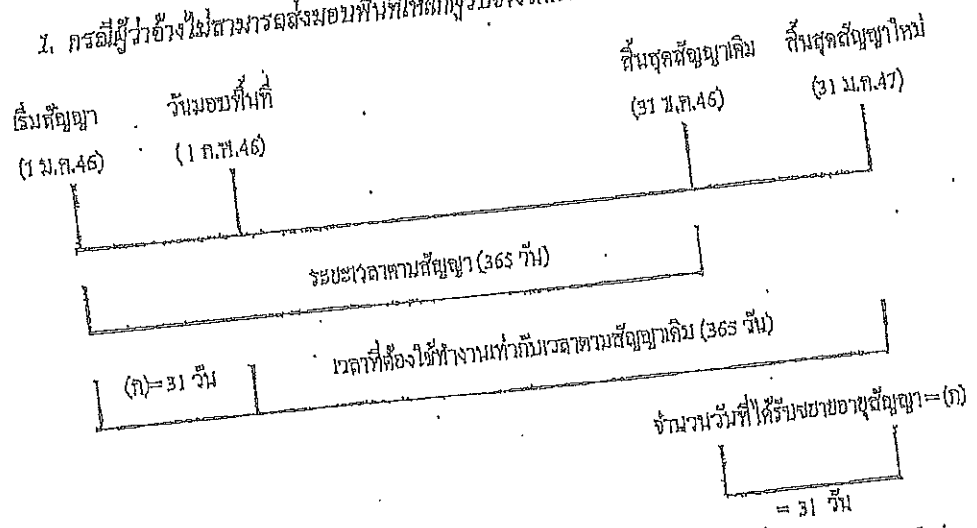 1. กรณีผู้ว่าจ้างไม่สามารถส่งมอบพื้นที่ให้แก่ผู้รับจ้าง
เริ่มสัญญา
(1 ม.ค.46)
วันมอบพื้นที่
(1 ก.พ.46)
สิ้นสุดสัญญาเดิม
(31 ธ.ค.46)
สิ้นสุดสัญญาใหม่
(31 ม.ค.47)
ระยะเวลาตามสัญญา (365 วัน)
(ก)=31 วัน
เวลาที่ต้องใช้ทำงานเท่ากับเวลาตามสัญญาเดิม (365 วัน)
จำนวนวันที่ได้รับขยายอายุสัญญา=(ก)
= 31 วัน